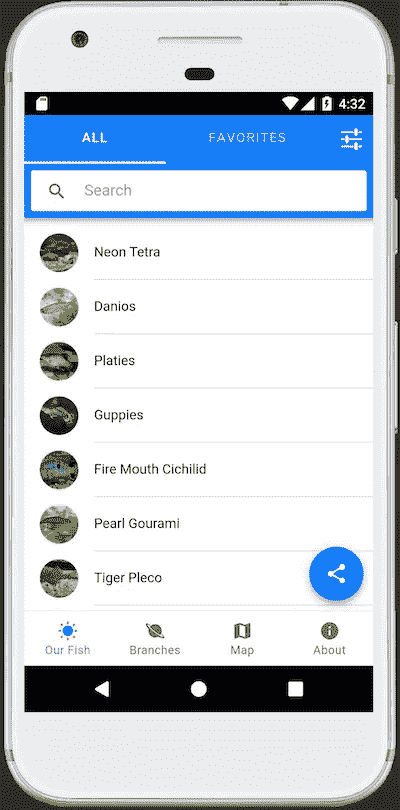 4:32
ALL FAVORITES
Search
Neon Tetra
Danios
Platies
Guppies
Fire Mouth Cichilid
Pearl Gourami
Tiger Pleco
Our Fish Branches Map About